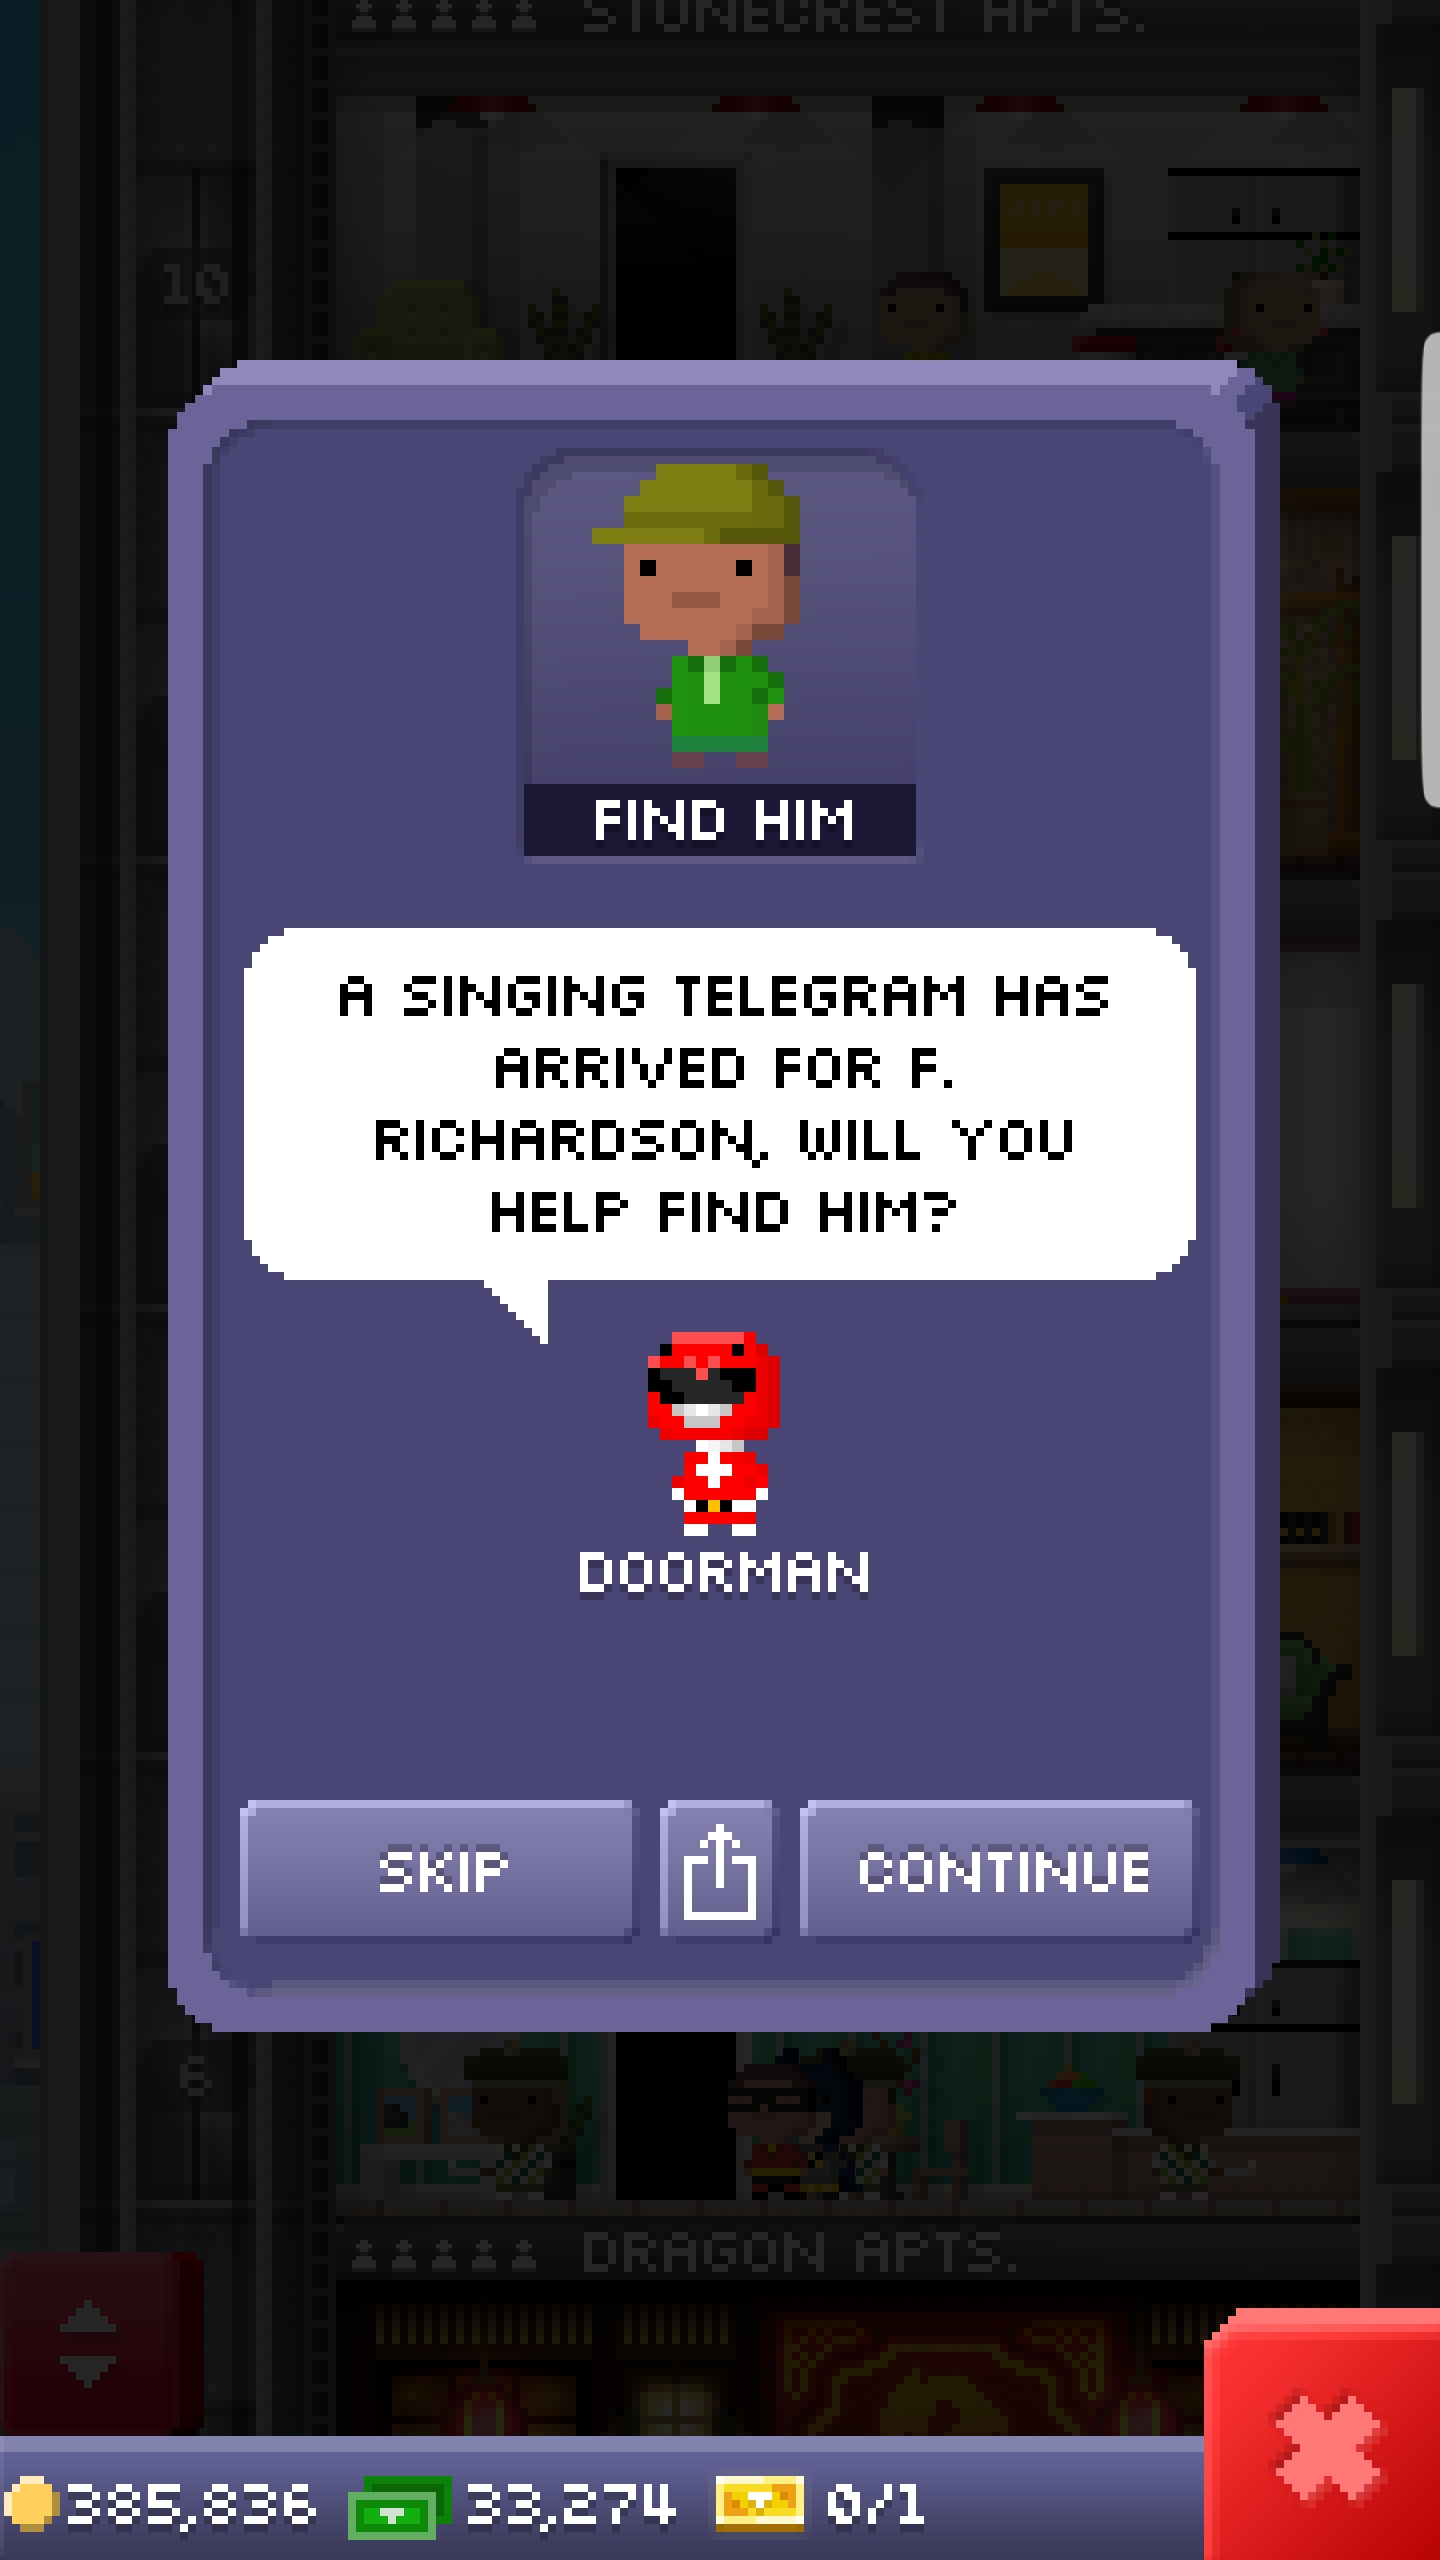 STONECREST APTS.
10
FIND HIM
A SINGING TELEGRAM HAS
ARRIVED FOR F.
RICHARDSON, WILL YOU
HELP FIND HIM?
DOORMAN
SKIP
CONTINUE
6
DRAGON APTS.
385,836 33,274 0/1